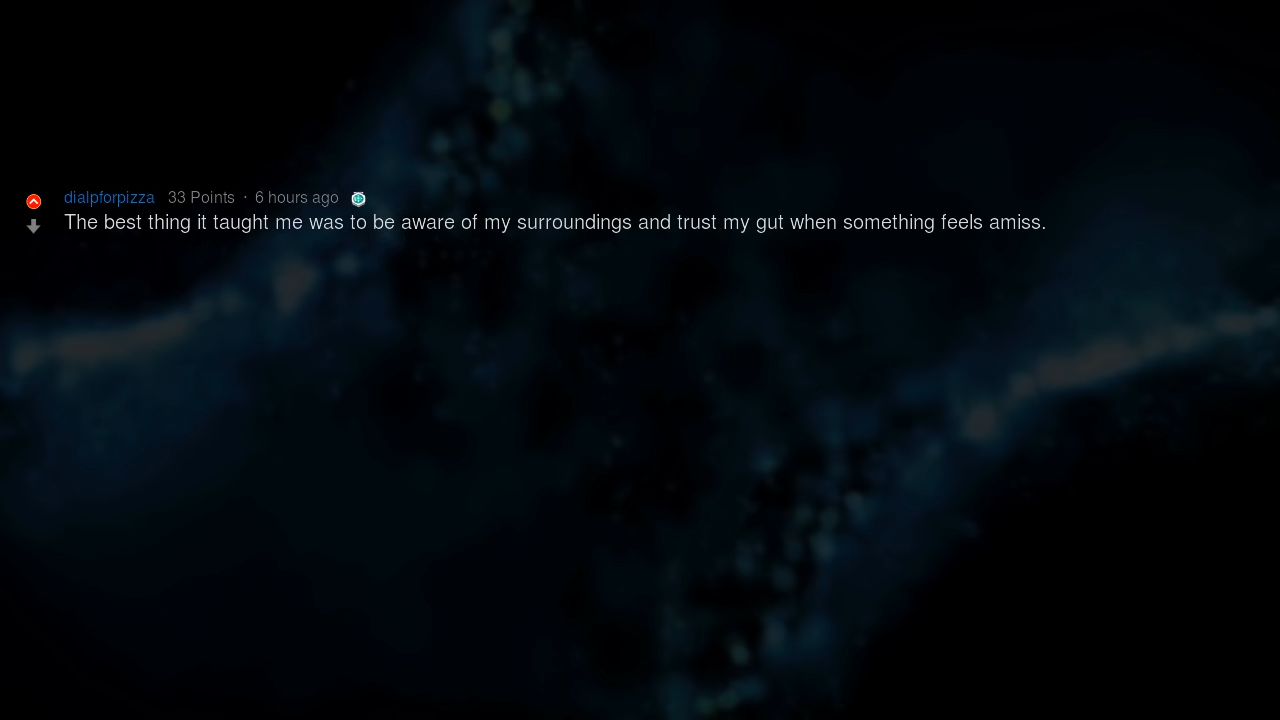 dialpforpizza 33 Points · 6 hours ago
The best thing it taught me was to be aware of my surroundings and trust my gut when something feels amiss.